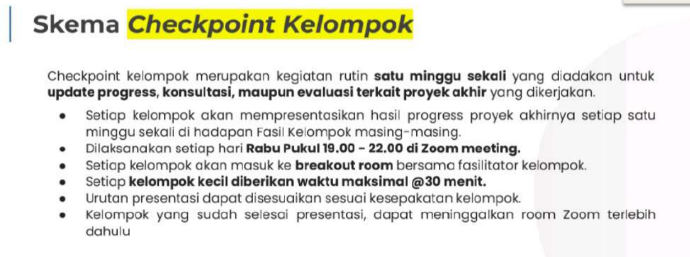 Skema Checkpoint Kelompok
Checkpoint kelompok merupakan kegiatan rutin satu minggu sekali yang diadakan untuk
update progress, konsultasi, maupun evaluasi terkait proyek akhir yang dikerjakan.
● Setiap kelompok akan mempresentasikan hasil progress proyek akhirnya setiap satu
minggu sekali di hadapan Fasil Kelompok masing-masing.
● Dilaksanakan setiap hari Rabu Pukul 19.00 - 22.00 di Zoom meeting.
● Setiap kelompok akan masuk ke breakout room bersama fasilitator kelompok.
● Setiap kelompok kecil diberikan waktu maksimal @30 menit.
● Urutan presentasi dapat disesuaikan sesuai kesepakatan kelompok.
● Kelompok yang sudah selesai presentasi, dapat meninggalkan room Zoom terlebih
dahulu